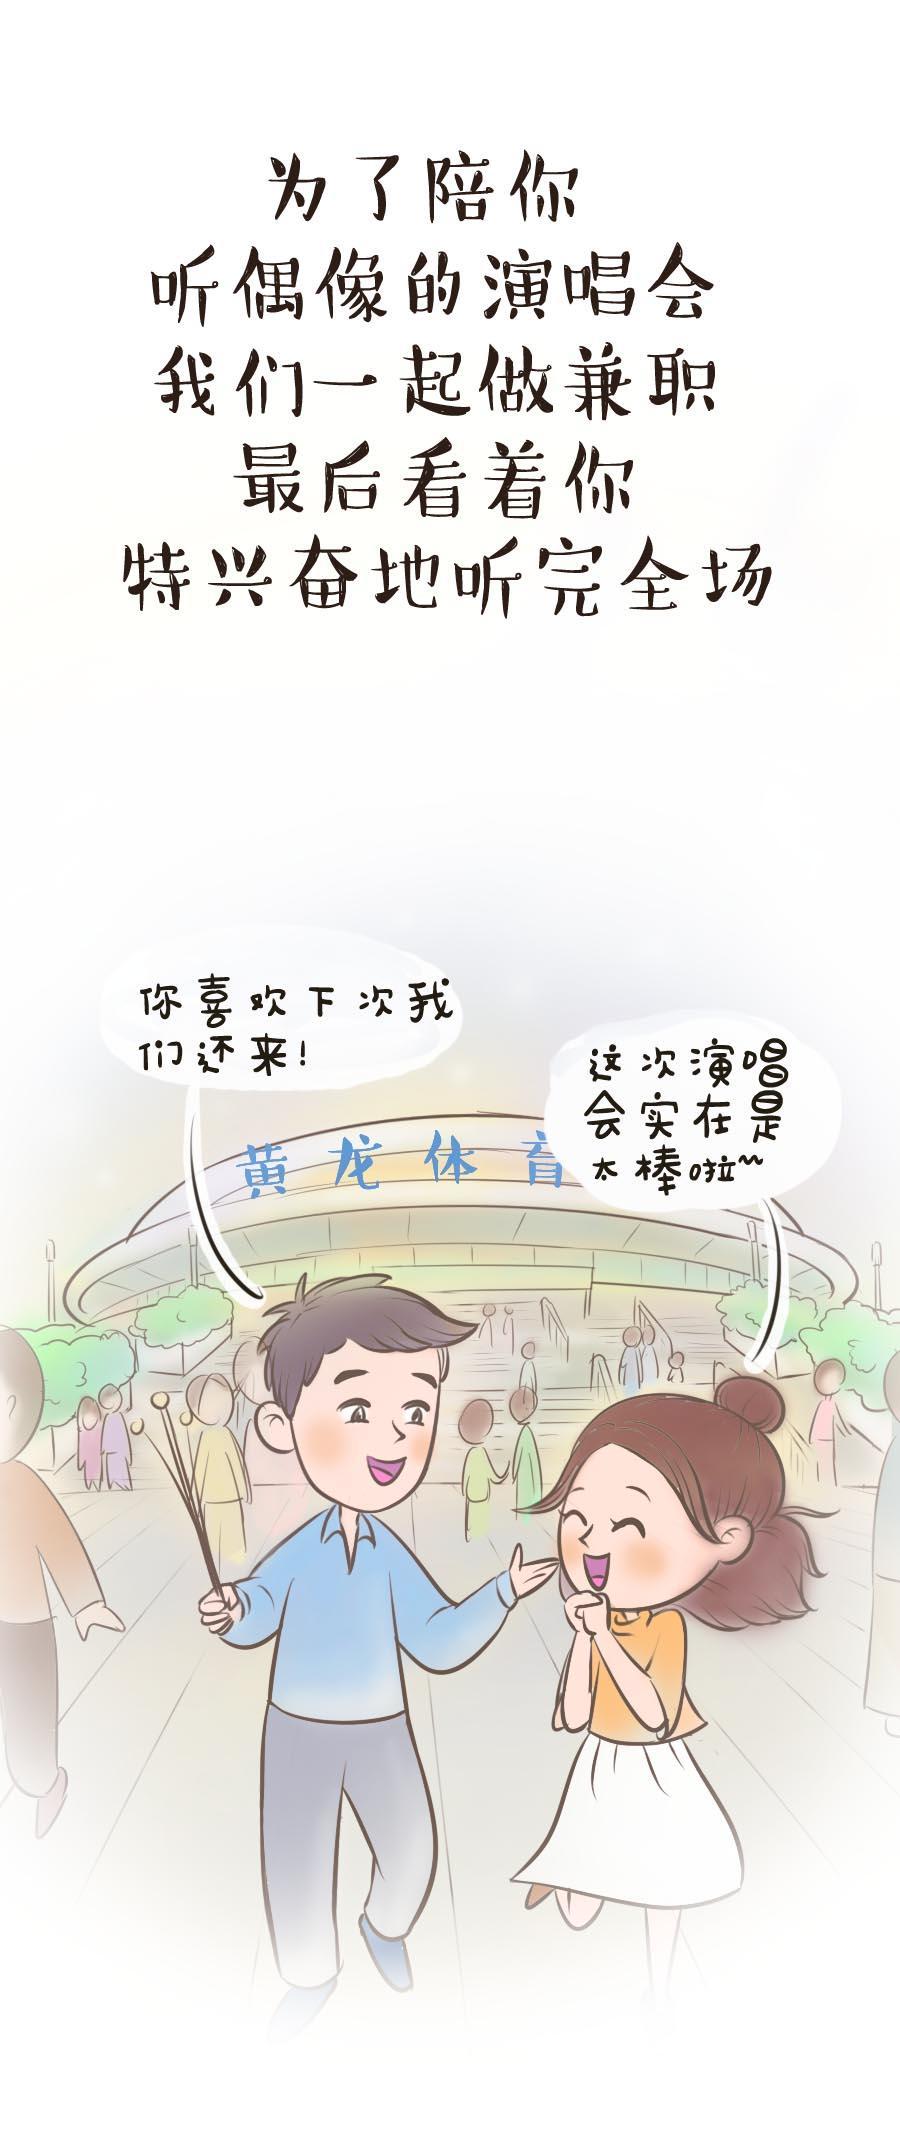 为了陪你
听偶像的演唱会
我们一起做兼职
最后看着你
特兴奋地听完全场
你喜欢下次我
们还来!
这次演唱
会实在是
太棒啦~
黄龙体育